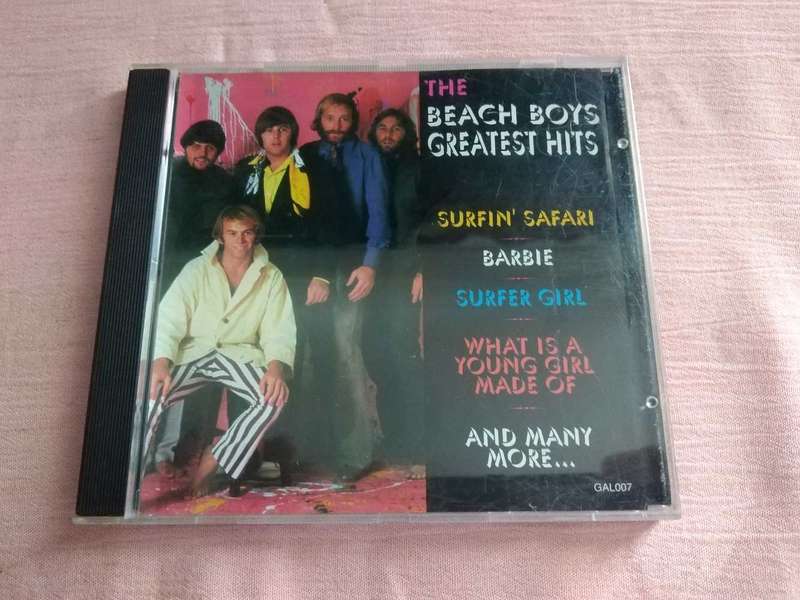 THE
BEACH BOYS
GREATEST HITS
SURFIN' SAFARI
BARBIE
SURFER GIRL
WHAT IS A
YOUNG GIRL
MADE OF
AND MANY
MORE...
GAL007